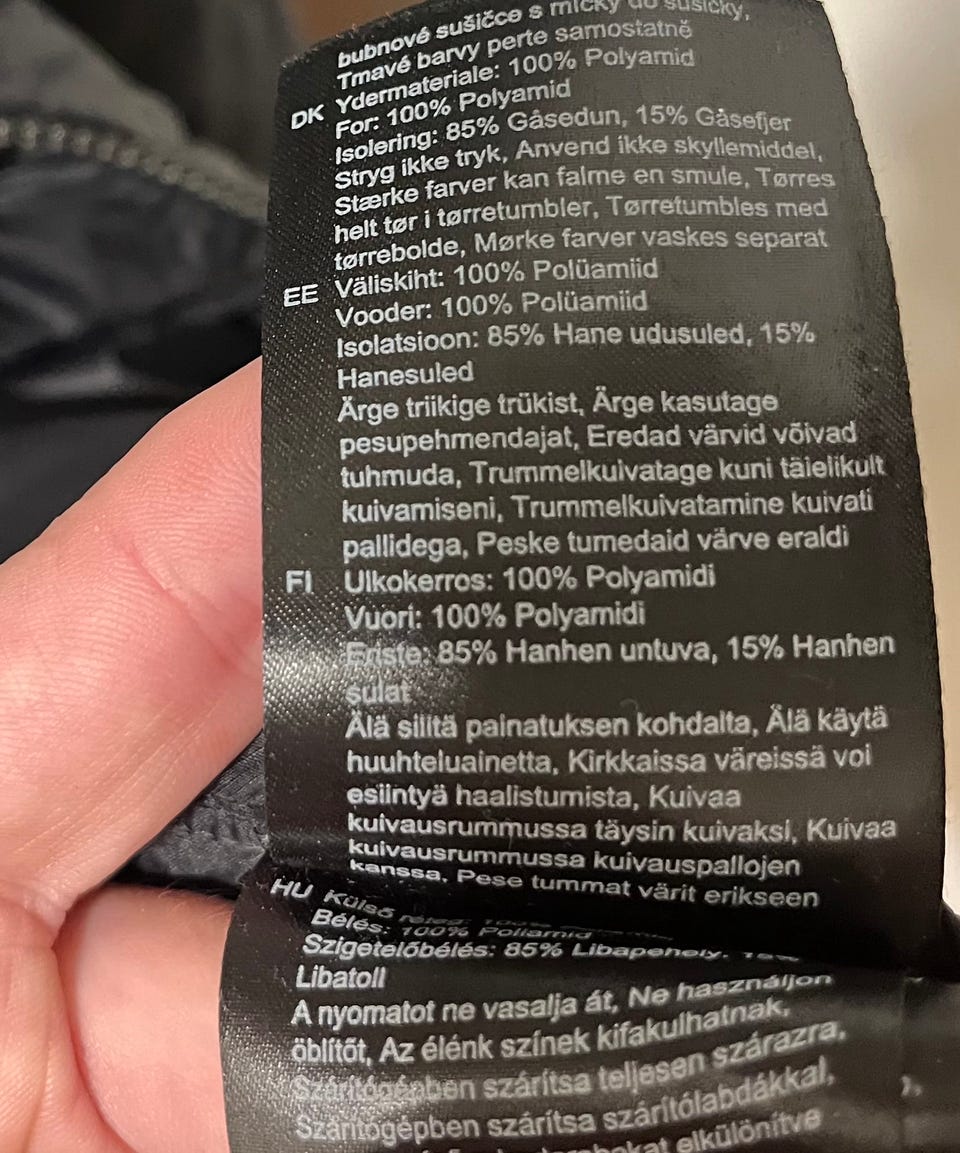 bubnové sušičce s míčky do sušičky,
Tmavé barvy perte samostatně
DK Ydermateriale: 100% Polyamid
For: 100% Polyamid
Isolering: 85% Gåsedun, 15% Gåsefjer
Stryg ikke tryk, Anvend ikke skyllemiddel,
Stærke farver kan falme en smule, Tørres
helt tør i tørretumbler, Tørretumbles med
tørrebolde, Mørke farver vaskes separat
EE Väliskiht: 100% Polüamiid
Vooder: 100% Polüamiid
Isolatsioon: 85% Hane udusuled, 15%
Hanesuled
Ärge triikige trükist, Ärge kasutage
pesupehmendajat, Eredad värvid võivad
tuhmuda, Trummelkuivatage kuni täielikult
kuivamiseni, Trummelkuivatamine kuivati
pallidega, Peske tumedaid värve eraldi
FI Ulkokerros: 100% Polyamidi
Vuori: 100% Polyamidi
Eriste: 85% Hanhen untuva, 15% Hanhen
sulat
Älä silitä painatuksen kohdalta, Älä käytä
huuhteluainetta, Kirkkaissa väreissä voi
esiintyä haalistumista, Kuivaa
kuivausrummussa täysin kuivaksi, Kuivaa
kuivausrummussa kuivauspallojen
kanssa, Pese tummat värit erikseen
HU Külső
Bélés: 100% Poliamid
Szigetelőbélés: 85% Libapehely,
Libatoll
A nyomatot ne vasalja át, Ne használjon
öblítőt, Az élénk színek kifakulhatnak,
Szárítógépben szárítsa teljesen szárazra,
Szárítógépben szárítsa szárítólabdákkal,
elkülönítve